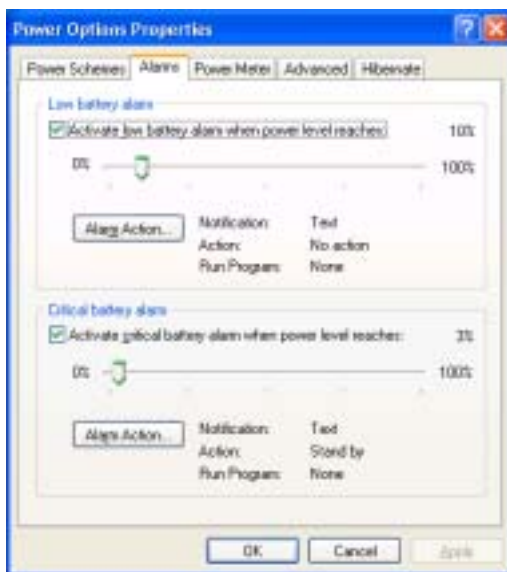 Power Options Properties
Power Schemes Alarms Power Meter Advanced Hibernate
Low battery alarm
Activate low battery alarm when power level reaches: 10%
0% 100%
Alarm Action... Notification: Text
Action: No action
Run Program: None
Critical battery alarm
Activate critical battery alarm when power level reaches: 3%
0% 100%
Alarm Action... Notification: Text
Action: Stand by
Run Program: None
OK Cancel Apply